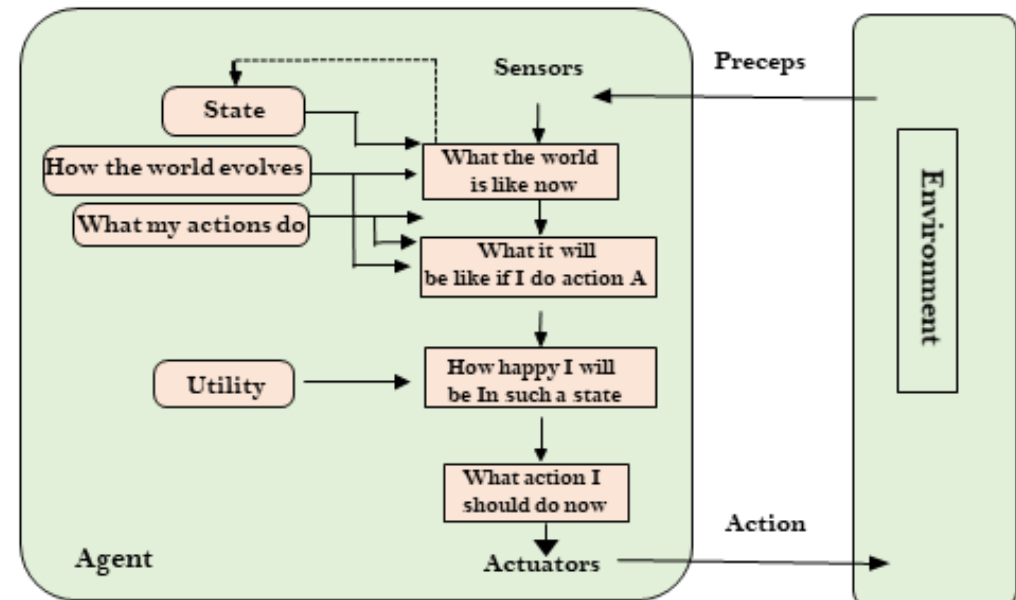 Sensors
Preceps
State
How the world evolves
What my actions do
What the world
is like now
What it will
be like if I do action A
Utility
How happy I will
be In such a state
What action I
should do now
Agent
Actuators
Action
Environment